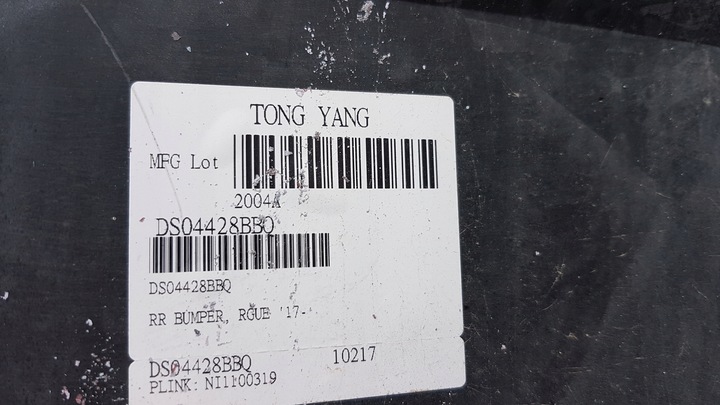 TONG YANG
MFG Lot
2004A
DS04428BBQ
DS04428BBQ
RR BUMPER, RGUE '17-
DS04428BBQ 10217
PLINK: NI1100319